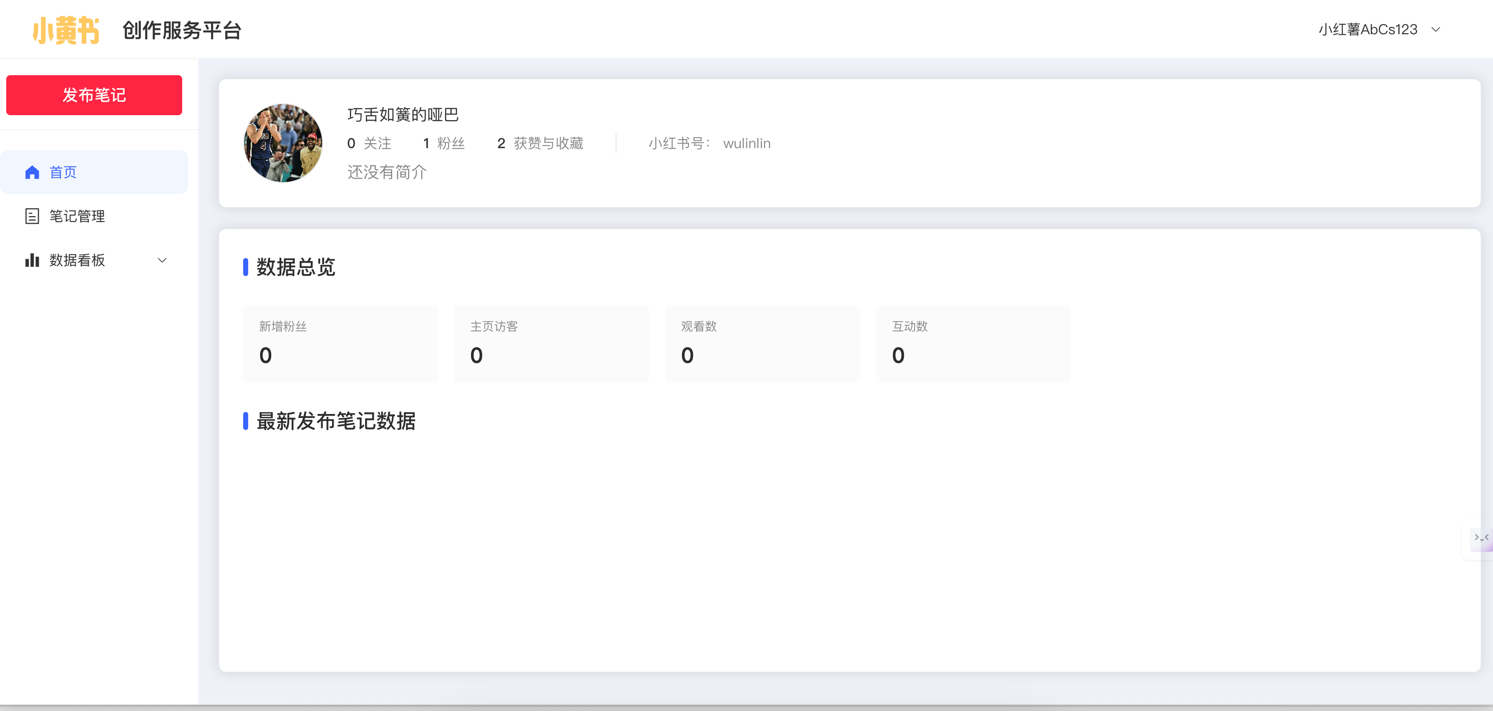 小黄书 创作服务平台
小红薯AbCs123
发布笔记
首页
笔记管理
数据看板
巧舌如簧的哑巴
0 关注 1 粉丝 2 获赞与收藏 小红书号： wulinlin
还没有简介
数据总览
新增粉丝 主页访客 观看数 互动数
0 0 0 0
最新发布笔记数据